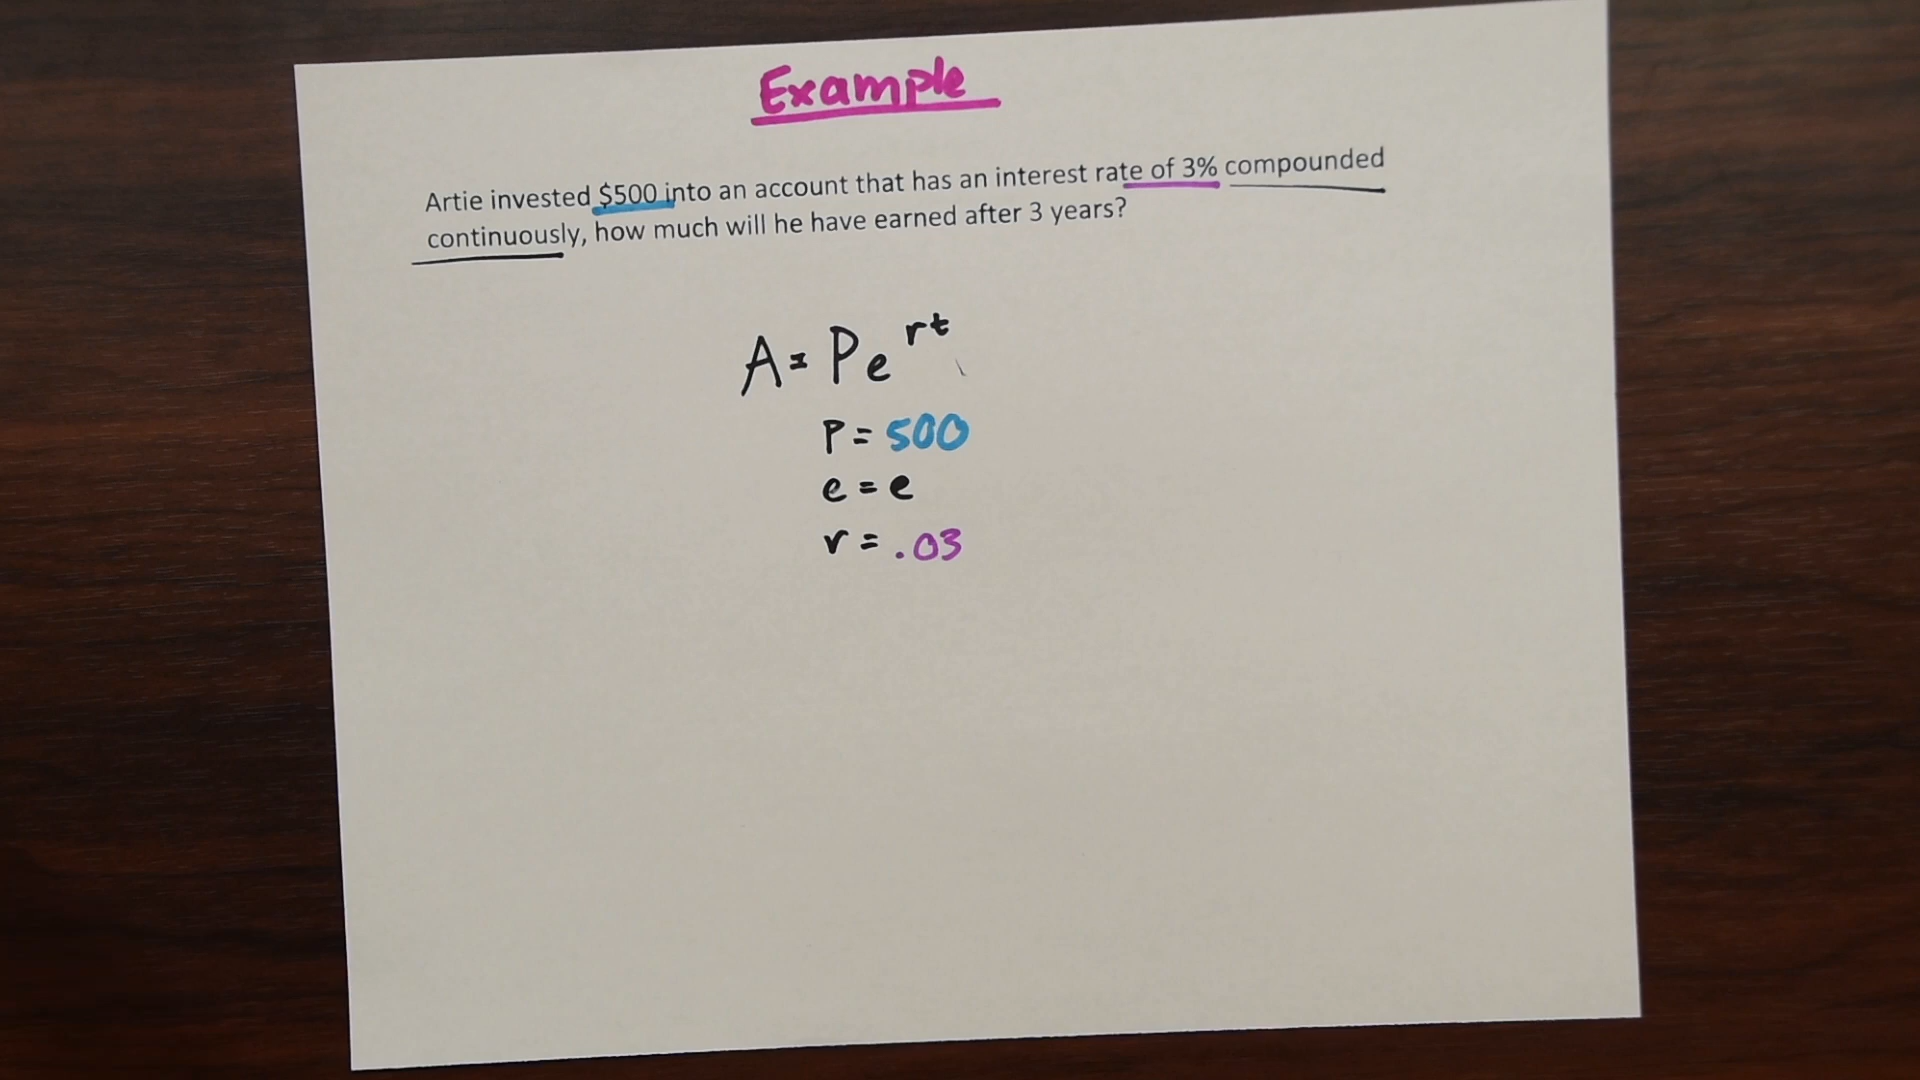 Example
Artie invested $500 into an account that has an interest rate of 3% compounded
continuously, how much will he have earned after 3 years?
A = Pe^rt
P = 500
e = e
r = .03